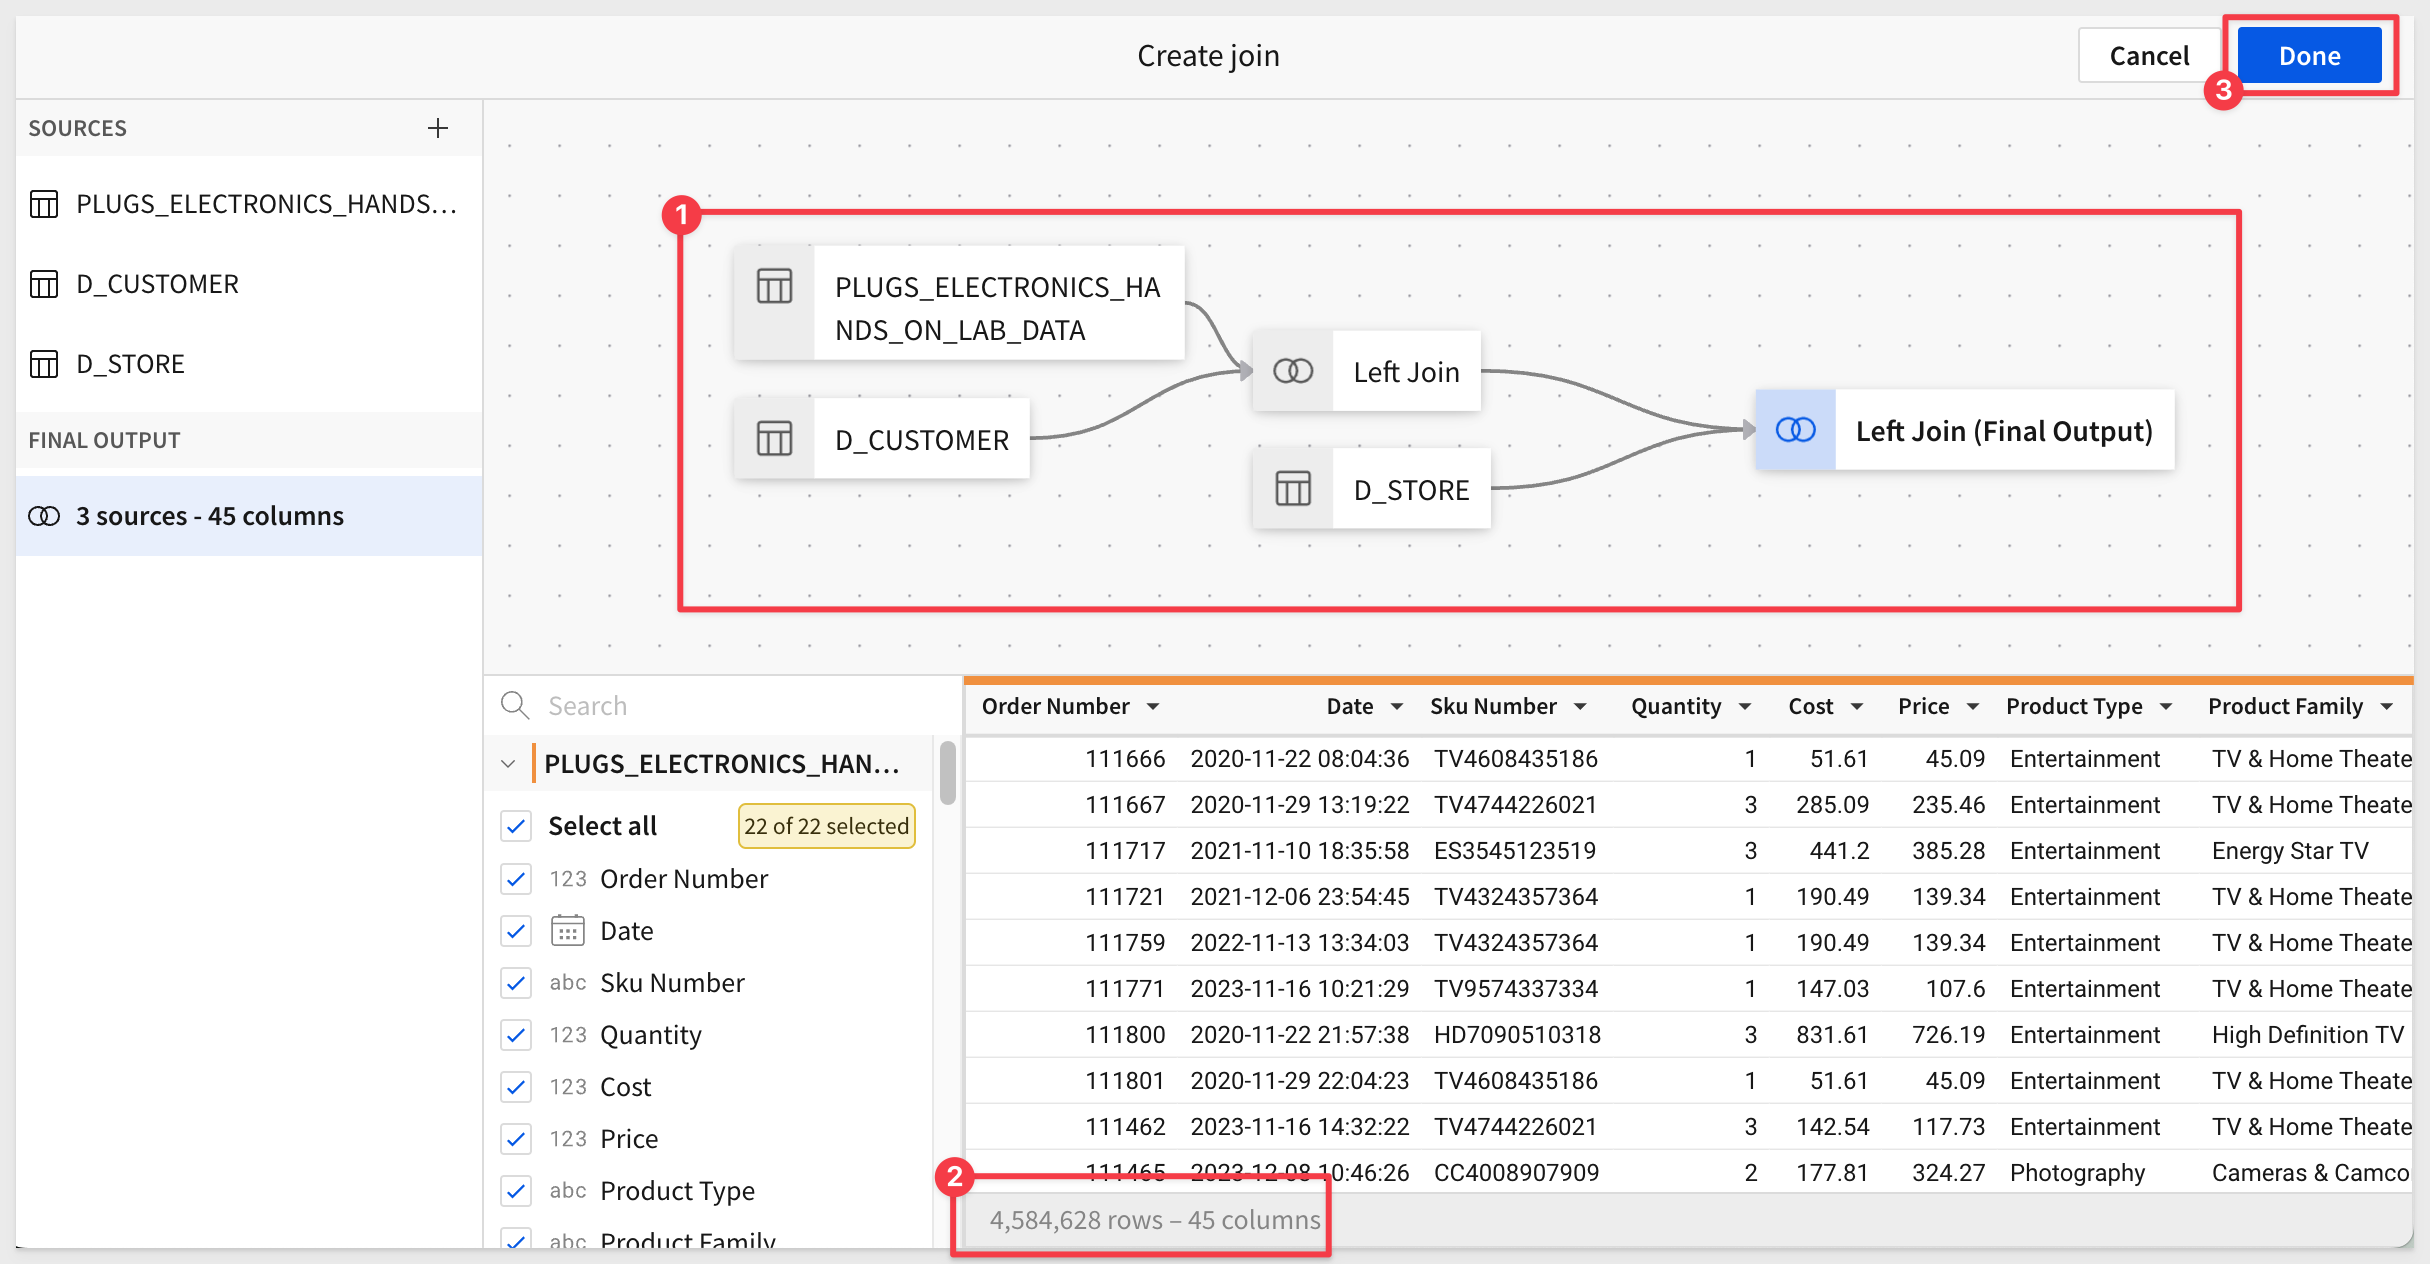 Create join
Cancel
Done
3
SOURCES
PLUGS_ELECTRONICS_HANDS...
D_CUSTOMER
D_STORE
FINAL OUTPUT
3 sources - 45 columns
1
PLUGS_ELECTRONICS_HA
NDS_ON_LAB_DATA
D_CUSTOMER
Left Join
D_STORE
Left Join (Final Output)
Search
PLUGS_ELECTRONICS_HAN...
Select all 22 of 22 selected
123 Order Number
Date
abc Sku Number
123 Quantity
123 Cost
123 Price
abc Product Type
abc Product Family
Order Number Date Sku Number Quantity Cost Price Product Type Product Family
111666 2020-11-22 08:04:36 TV4608435186 1 51.61 45.09 Entertainment TV & Home Theate
111667 2020-11-29 13:19:22 TV4744226021 3 285.09 235.46 Entertainment TV & Home Theate
111717 2021-11-10 18:35:58 ES3545123519 3 441.2 385.28 Entertainment Energy Star TV
111721 2021-12-06 23:54:45 TV4324357364 1 190.49 139.34 Entertainment TV & Home Theate
111759 2022-11-13 13:34:03 TV4324357364 1 190.49 139.34 Entertainment TV & Home Theate
111771 2023-11-16 10:21:29 TV9574337334 1 147.03 107.6 Entertainment TV & Home Theate
111800 2020-11-22 21:57:38 HD7090510318 3 831.61 726.19 Entertainment High Definition TV
111801 2020-11-29 22:04:23 TV4608435186 1 51.61 45.09 Entertainment TV & Home Theate
111462 2023-11-16 14:32:22 TV4744226021 3 142.54 117.73 Entertainment TV & Home Theate
111465 2023-12-08 10:46:26 CC4008907909 2 177.81 324.27 Photography Cameras & Camco
2
4,584,628 rows – 45 columns